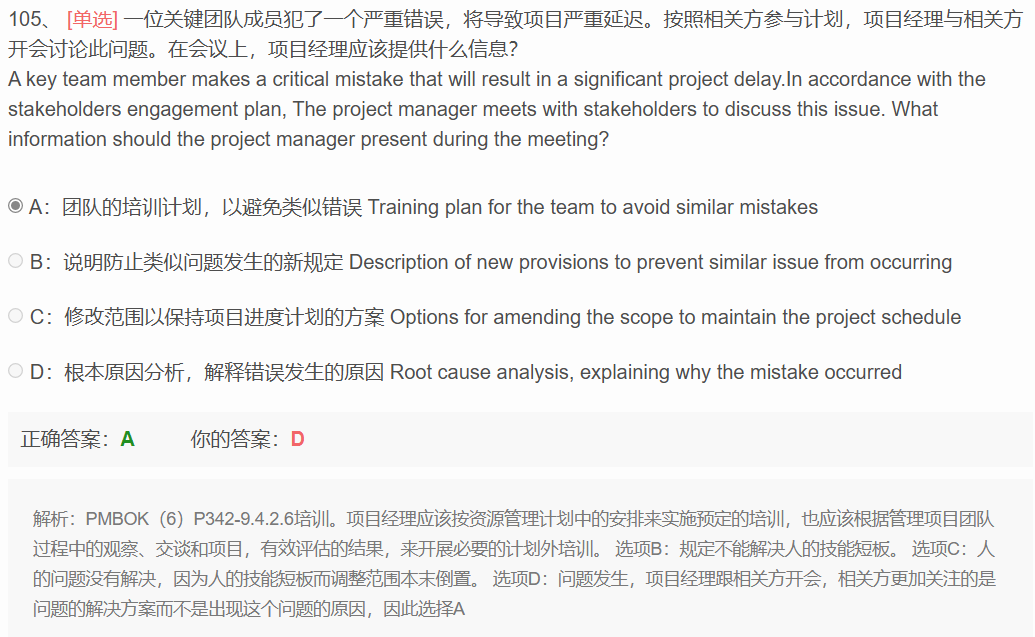 105、 [单选] 一位关键团队成员犯了一个严重错误，将导致项目严重延迟。按照相关方参与计划，项目经理与相关方
开会讨论此问题。在会议上，项目经理应该提供什么信息？
A key team member makes a critical mistake that will result in a significant project delay.In accordance with the
stakeholders engagement plan, The project manager meets with stakeholders to discuss this issue. What
information should the project manager present during the meeting?
A：团队的培训计划，以避免类似错误 Training plan for the team to avoid similar mistakes
B：说明防止类似问题发生的新规定 Description of new provisions to prevent similar issue from occurring
C：修改范围以保持项目进度计划的方案 Options for amending the scope to maintain the project schedule
D：根本原因分析，解释错误发生的原因 Root cause analysis, explaining why the mistake occurred
正确答案：A 你的答案：D
解析：PMBOK（6）P342-9.4.2.6培训。项目经理应该按资源管理计划中的安排来实施预定的培训，也应该根据管理项目团队
过程中的观察、交谈和项目，有效评估的结果，来开展必要的计划外培训。 选项B：规定不能解决人的技能短板。 选项C：人
的问题没有解决，因为人的技能短板而调整范围本末倒置。 选项D：问题发生，项目经理跟相关方开会，相关方更加关注的是
问题的解决方案而不是出现这个问题的原因，因此选择A